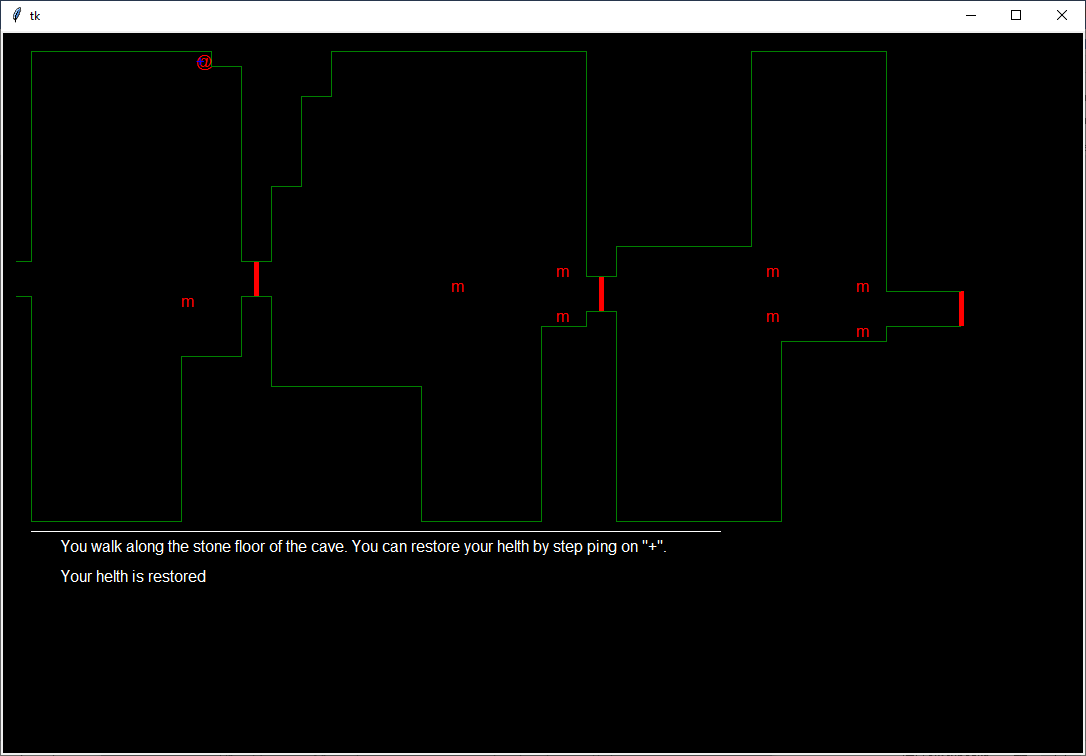 tk
@
m
m
m
m
m
m
m
m
You walk along the stone floor of the cave. You can restore your helth by step ping on "+".
Your helth is restored